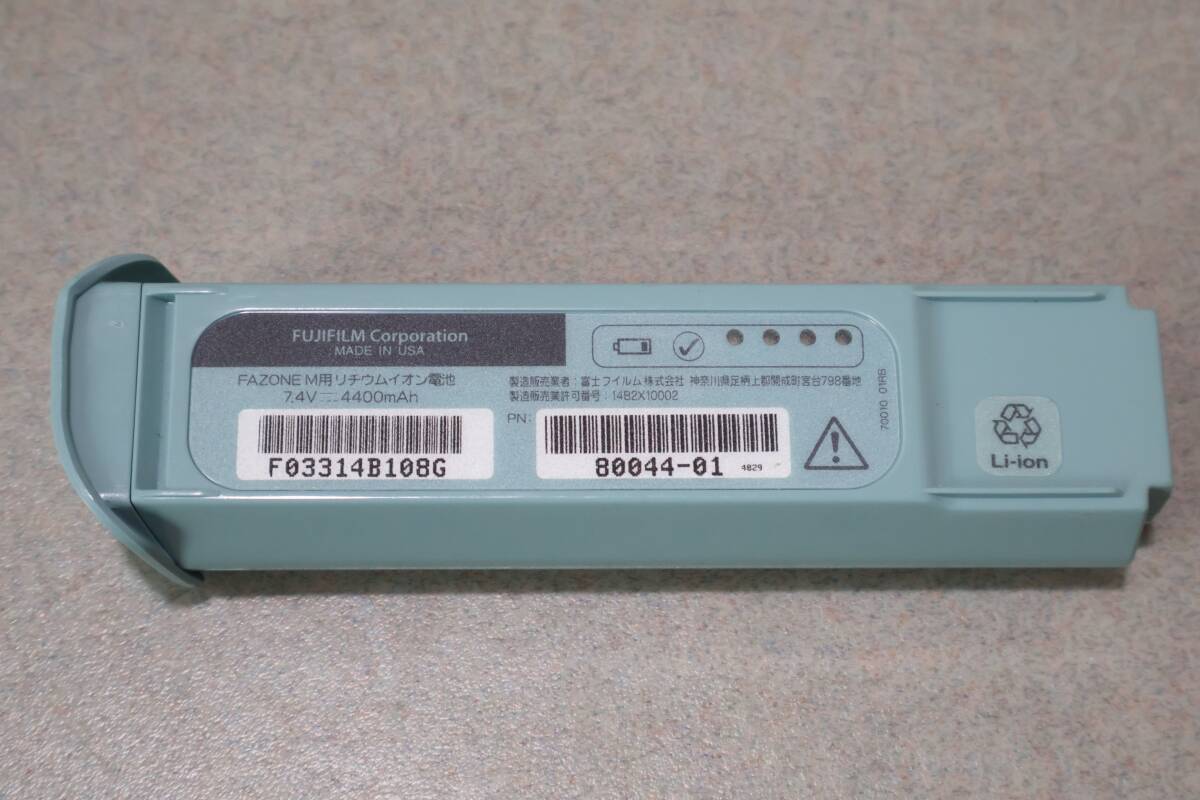 FUJIFILM Corporation
MADE IN USA
FAZONE M用リチウムイオン電池
7.4V ⎓ 4400mAh
F03314B108G
製造販売業者：富士フイルム株式会社 神奈川県足柄上郡開成町宮台798番地
製造販売業許可番号：14B2X10002
PN:
80044-01 4829
70010 01RB
Li-ion